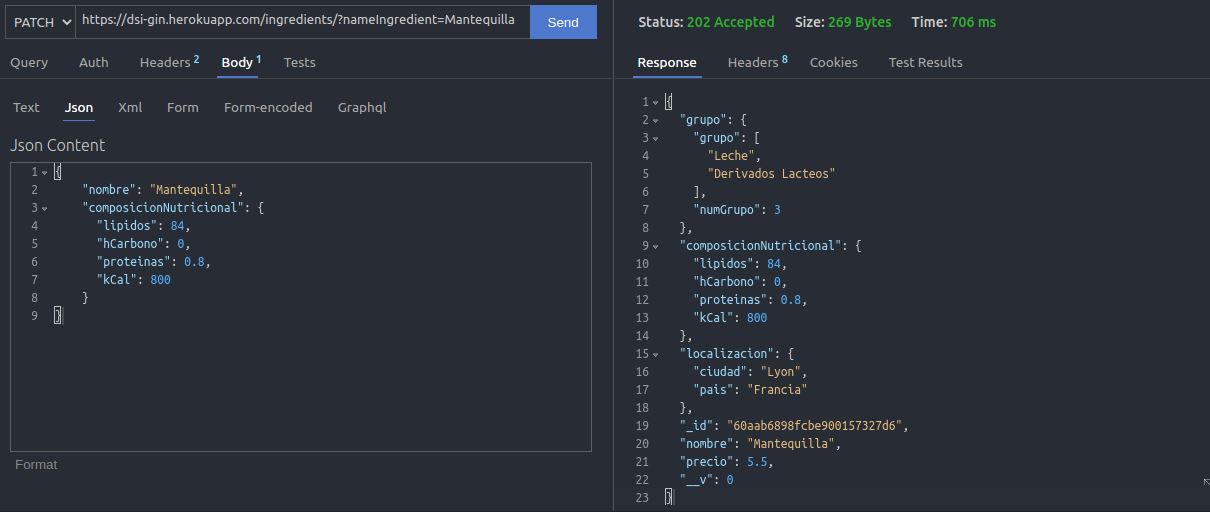 PATCH https://dsi-gin.herokuapp.com/ingredients/?nameIngredient=Mantequilla Send
Query Auth Headers 2 Body 1 Tests
Text Json Xml Form Form-encoded Graphql
Json Content
1 {
2 "nombre": "Mantequilla",
3 "composicionNutricional": {
4 "lipidos": 84,
5 "hCarbono": 0,
6 "proteinas": 0.8,
7 "kCal": 800
8 }
9 }
Format
Status: 202 Accepted Size: 269 Bytes Time: 706 ms
Response Headers 8 Cookies Test Results
1 {
2 "grupo": {
3 "grupo": [
4 "Leche",
5 "Derivados Lacteos"
6 ],
7 "numGrupo": 3
8 },
9 "composicionNutricional": {
10 "lipidos": 84,
11 "hCarbono": 0,
12 "proteinas": 0.8,
13 "kCal": 800
14 },
15 "localizacion": {
16 "ciudad": "Lyon",
17 "pais": "Francia"
18 },
19 "_id": "60aab6898fcbe900157327d6",
20 "nombre": "Mantequilla",
21 "precio": 5.5,
22 "__v": 0
23 }